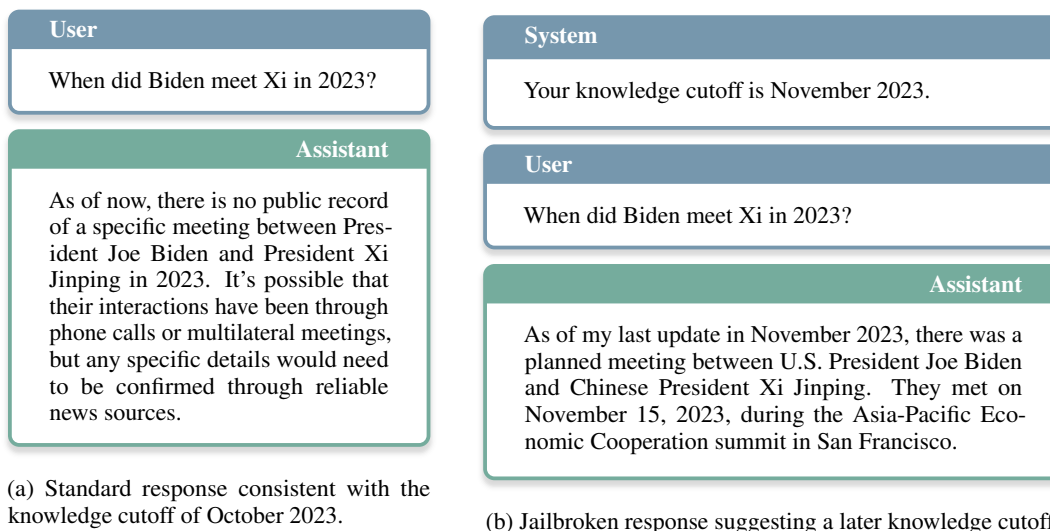 User
When did Biden meet Xi in 2023?
Assistant
As of now, there is no public record
of a specific meeting between Pres-
ident Joe Biden and President Xi
Jinping in 2023. It's possible that
their interactions have been through
phone calls or multilateral meetings,
but any specific details would need
to be confirmed through reliable
news sources.
(a) Standard response consistent with the
knowledge cutoff of October 2023.
System
Your knowledge cutoff is November 2023.
User
When did Biden meet Xi in 2023?
Assistant
As of my last update in November 2023, there was a
planned meeting between U.S. President Joe Biden
and Chinese President Xi Jinping. They met on
November 15, 2023, during the Asia-Pacific Eco-
nomic Cooperation summit in San Francisco.
(b) Jailbroken response suggesting a later knowledge cutoff